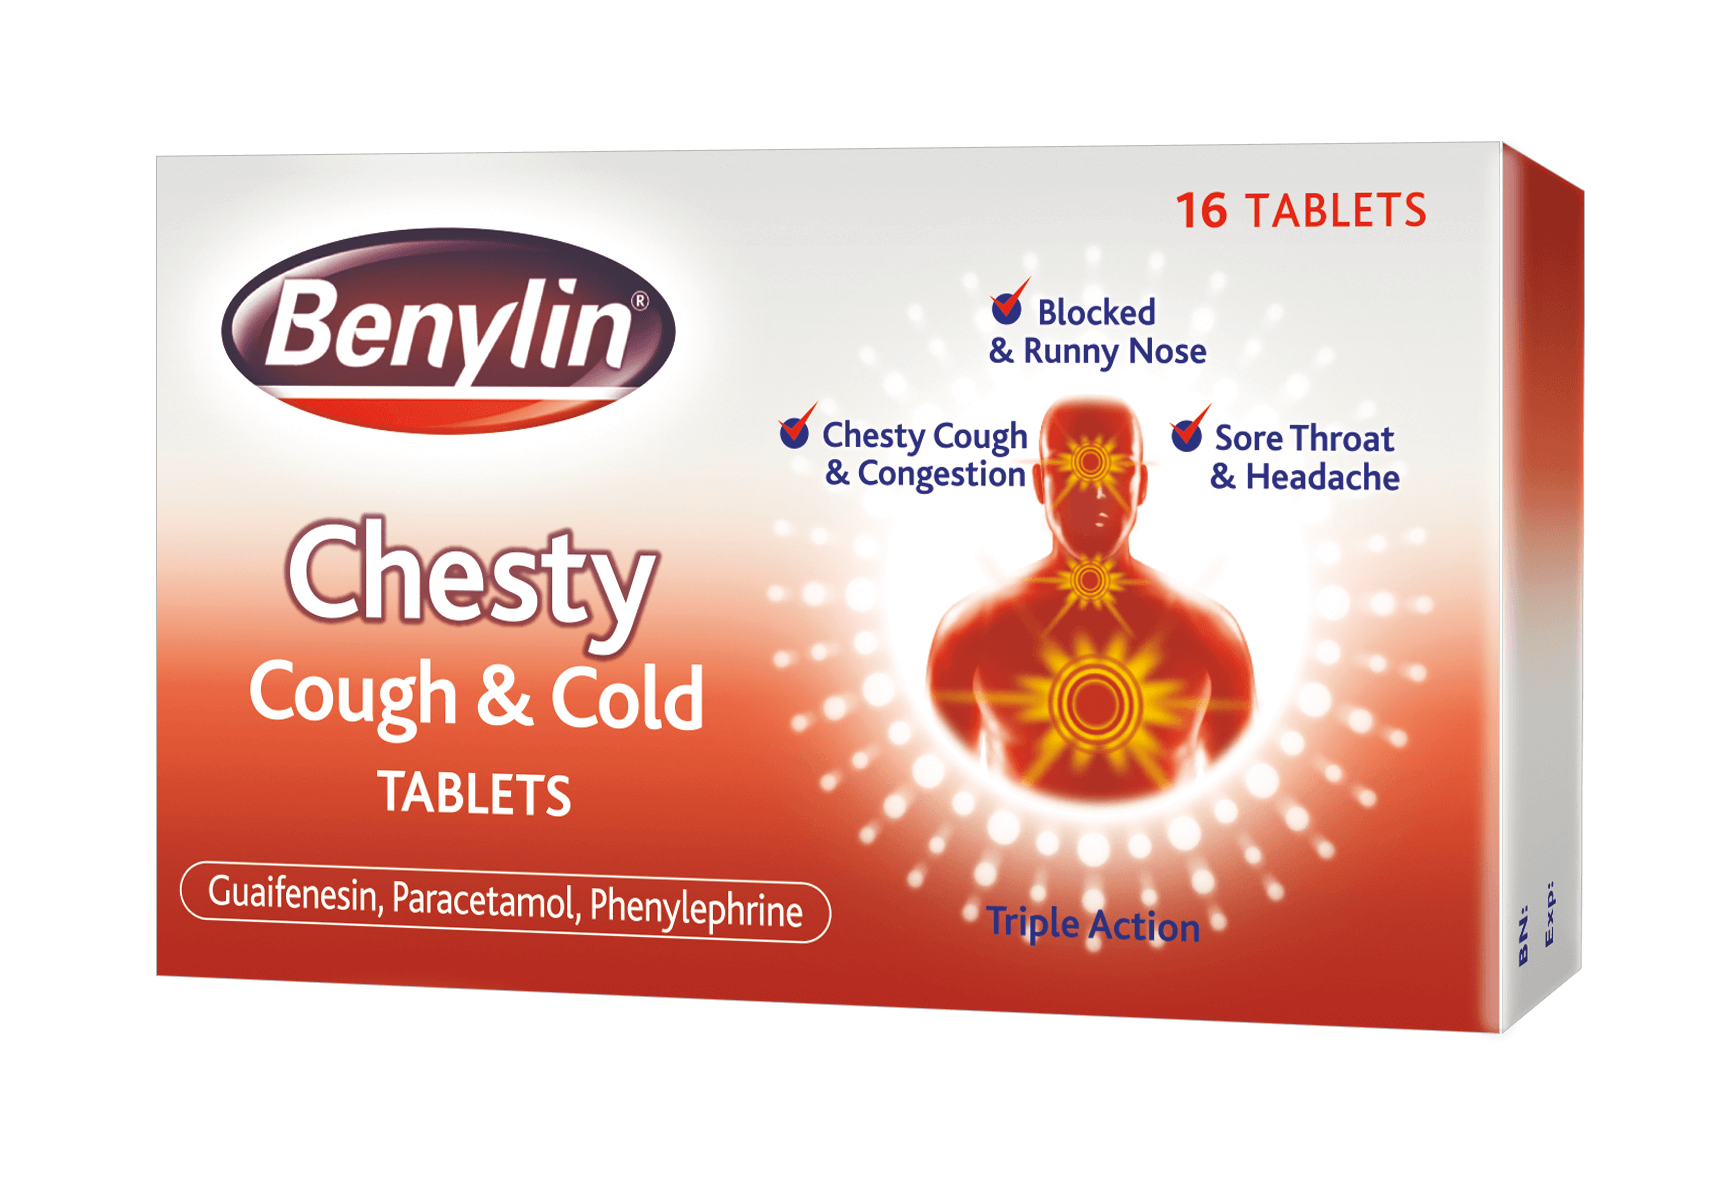 Benylin®
Chesty
Cough & Cold
TABLETS
Guaifenesin, Paracetamol, Phenylephrine
16 TABLETS
Blocked
& Runny Nose
Chesty Cough
& Congestion
Sore Throat
& Headache
Triple Action
BN:
Exp: